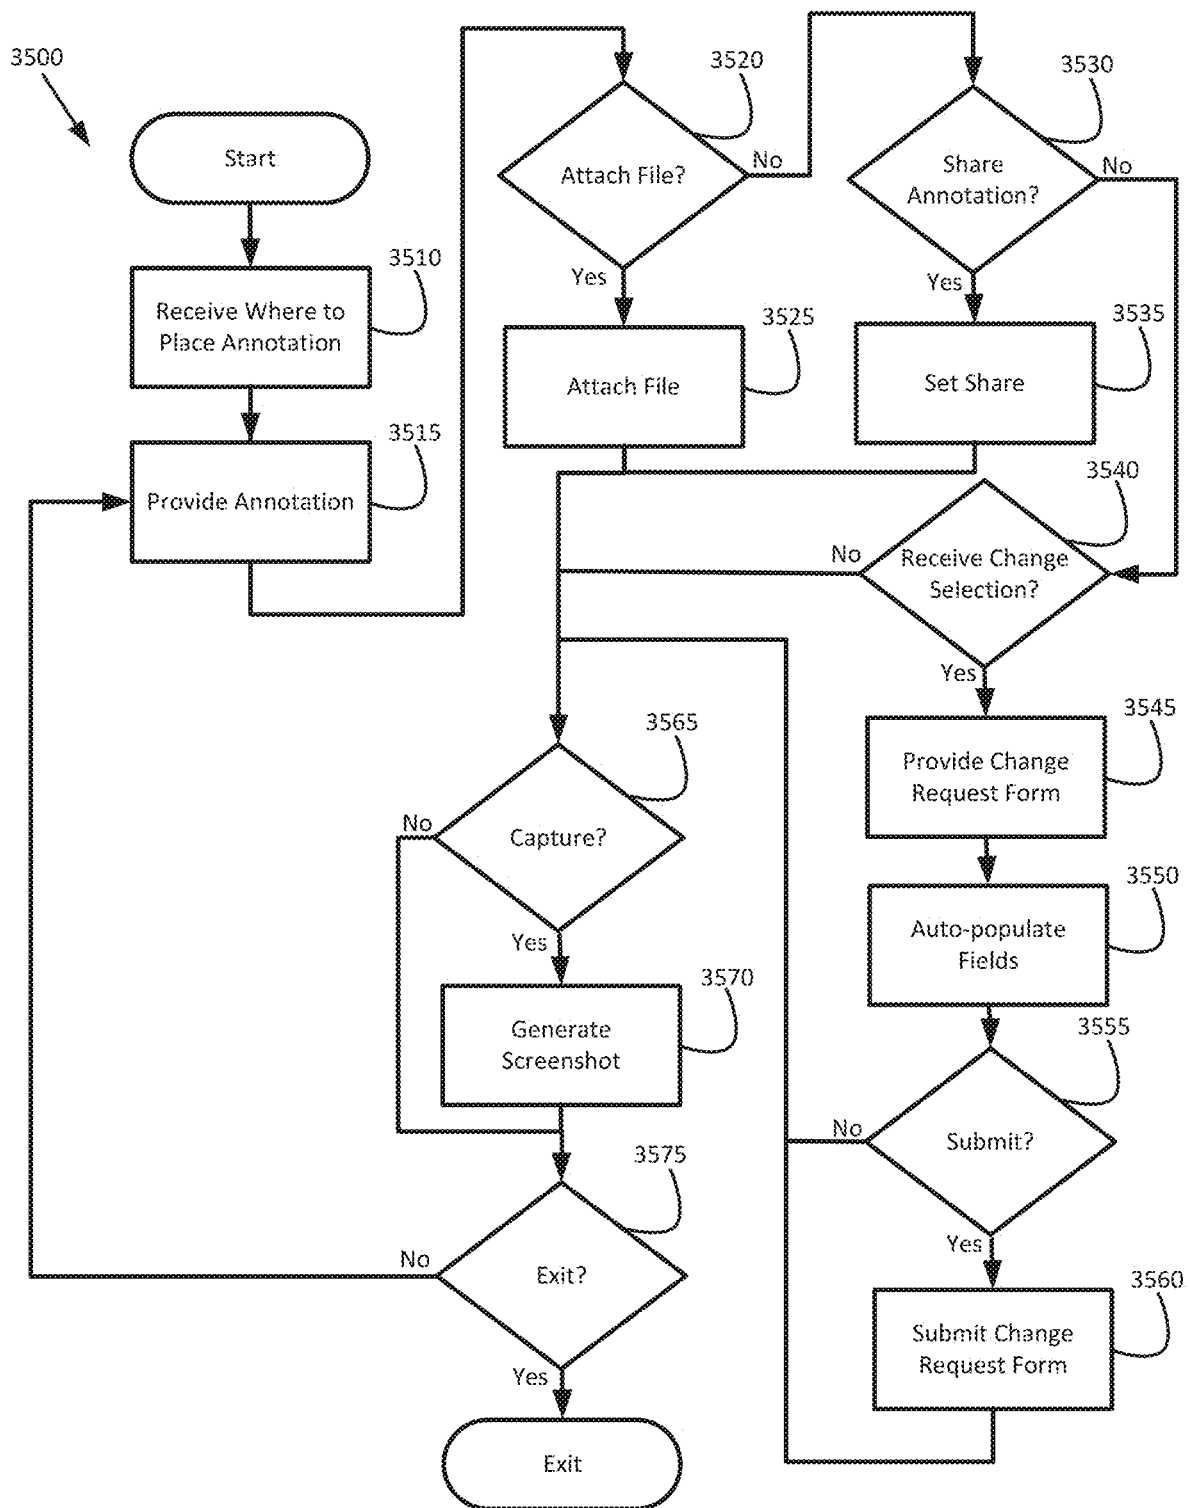 3500
Start
3510
Receive Where to
Place Annotation
3515
Provide Annotation
3520
Attach File?
No
Yes
3525
Attach File
3530
Share
Annotation?
No
Yes
3535
Set Share
3540
Receive Change
Selection?
No
Yes
3545
Provide Change
Request Form
3550
Auto-populate
Fields
3555
Submit?
No
Yes
3560
Submit Change
Request Form
3565
Capture?
No
Yes
3570
Generate
Screenshot
3575
Exit?
No
Yes
Exit